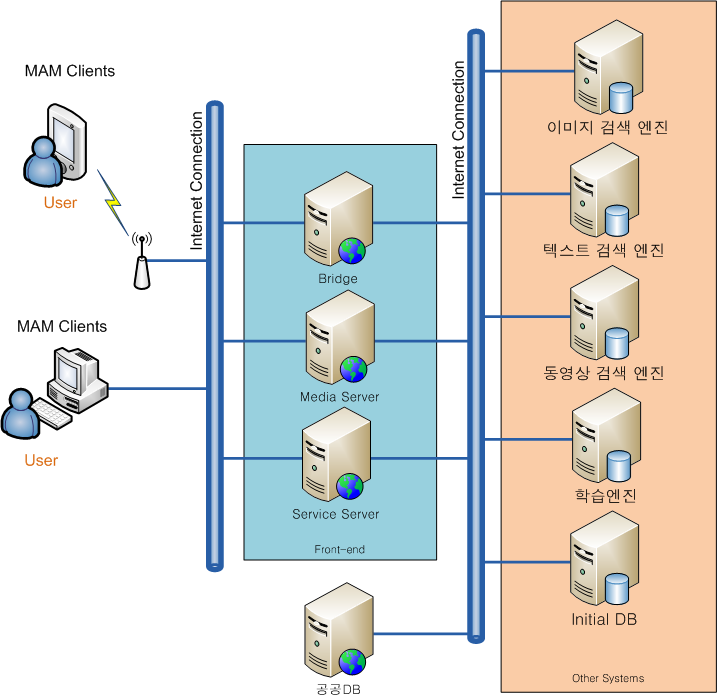 MAM Clients
User
MAM Clients
User
Internet Connection
Bridge
Media Server
Service Server
Front-end
공공DB
Internet Connection
이미지 검색 엔진
텍스트 검색 엔진
동영상 검색 엔진
학습엔진
Initial DB
Other Systems